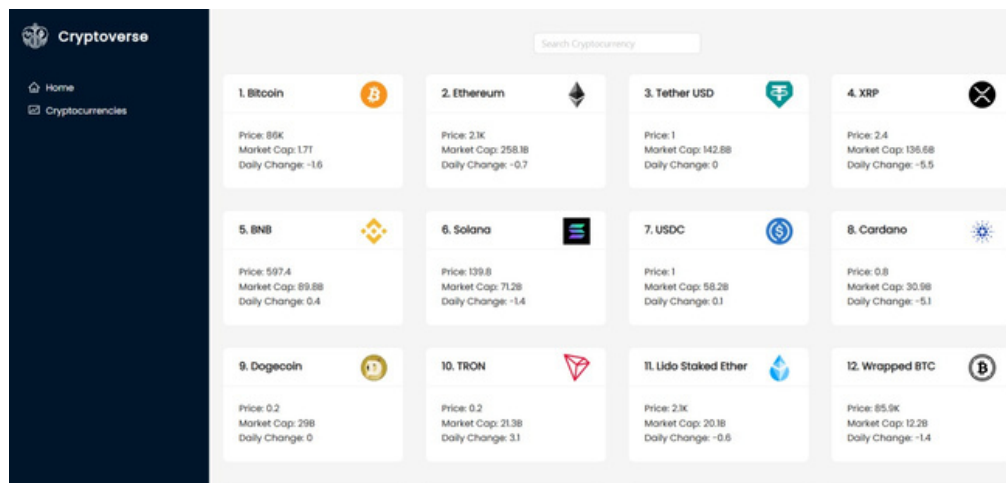 Cryptoverse
Home
Cryptocurrencies
Search Cryptocurrency
1. Bitcoin
Price: 86K
Market Cap: 1.7T
Daily Change: -1.6
2. Ethereum
Price: 2.1K
Market Cap: 258.1B
Daily Change: -0.7
3. Tether USD
Price: 1
Market Cap: 142.8B
Daily Change: 0
4. XRP
Price: 2.4
Market Cap: 136.6B
Daily Change: -5.5
5. BNB
Price: 597.4
Market Cap: 89.8B
Daily Change: 0.4
6. Solana
Price: 139.8
Market Cap: 71.2B
Daily Change: -1.4
7. USDC
Price: 1
Market Cap: 58.2B
Daily Change: 0.1
8. Cardano
Price: 0.8
Market Cap: 30.9B
Daily Change: -5.1
9. Dogecoin
Price: 0.2
Market Cap: 29B
Daily Change: 0
10. TRON
Price: 0.2
Market Cap: 21.3B
Daily Change: 3.1
11. Lido Staked Ether
Price: 2.1K
Market Cap: 20.1B
Daily Change: -0.6
12. Wrapped BTC
Price: 85.9K
Market Cap: 12.2B
Daily Change: -1.4